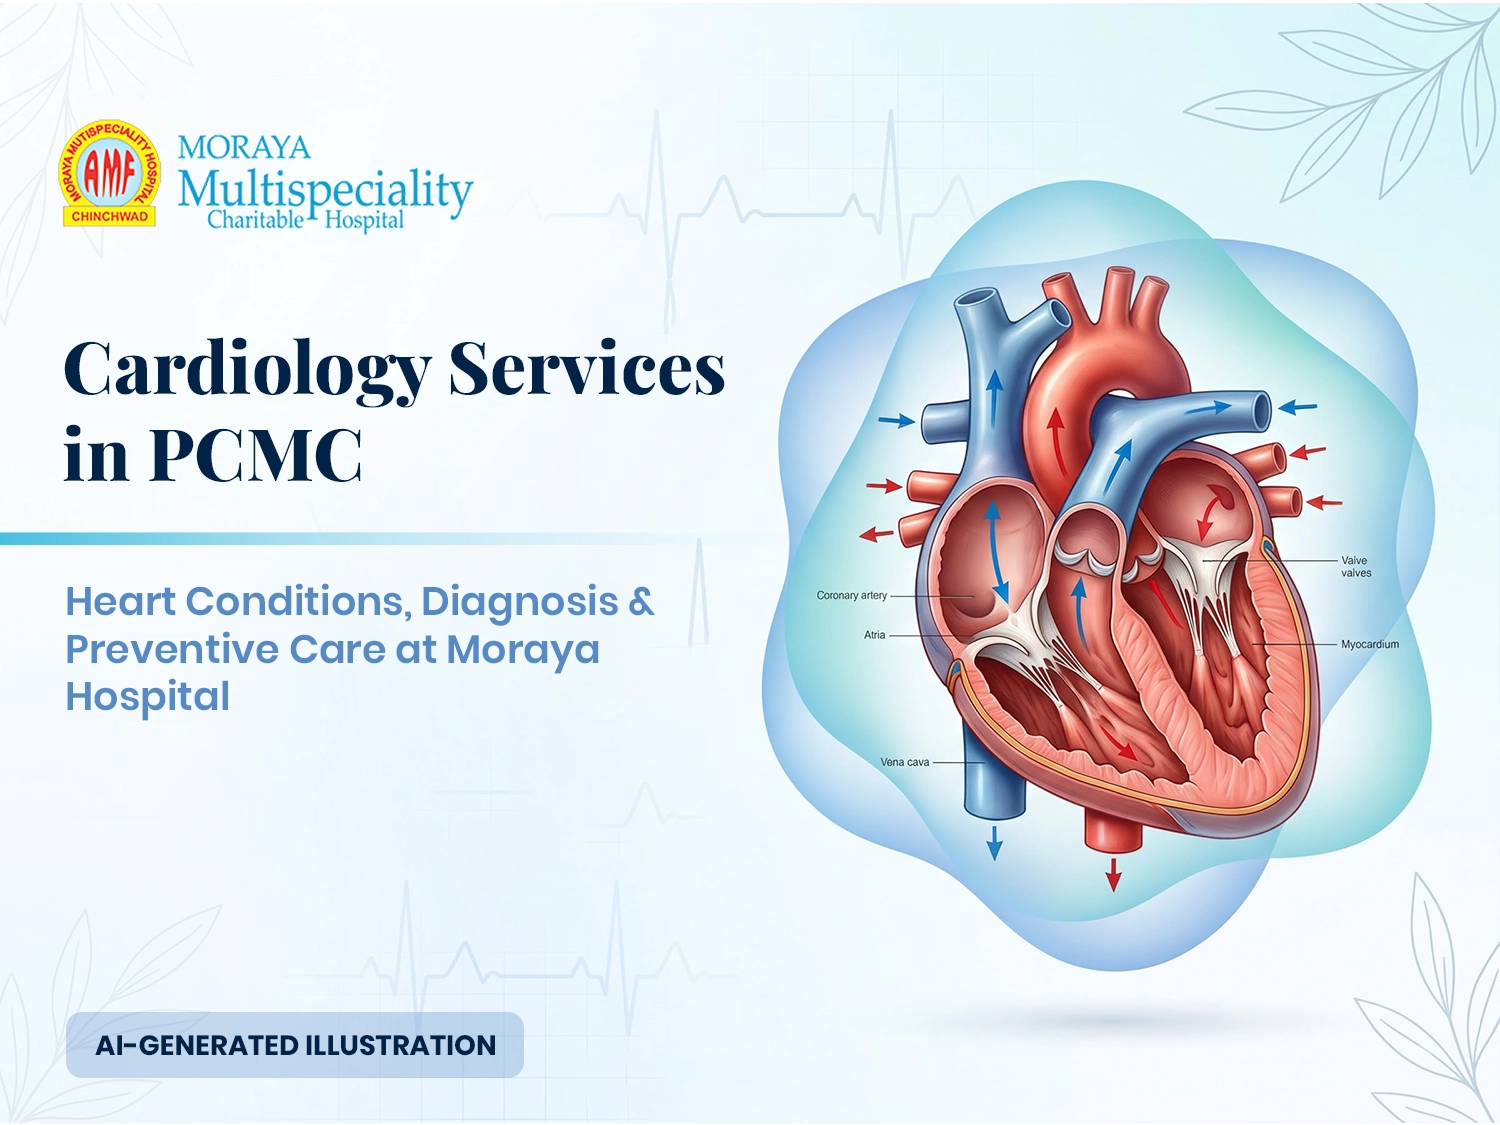 MORAYA MUTISPECIALITY HOSPITAL
AMF
CHINCHWAD
MORAYA
Multispeciality
Charitable Hospital
Cardiology Services
in PCMC
Heart Conditions, Diagnosis &
Preventive Care at Moraya
Hospital
Coronary artery
Atria
Vena cava
Vaive
valves
Myocardium
AI-GENERATED ILLUSTRATION